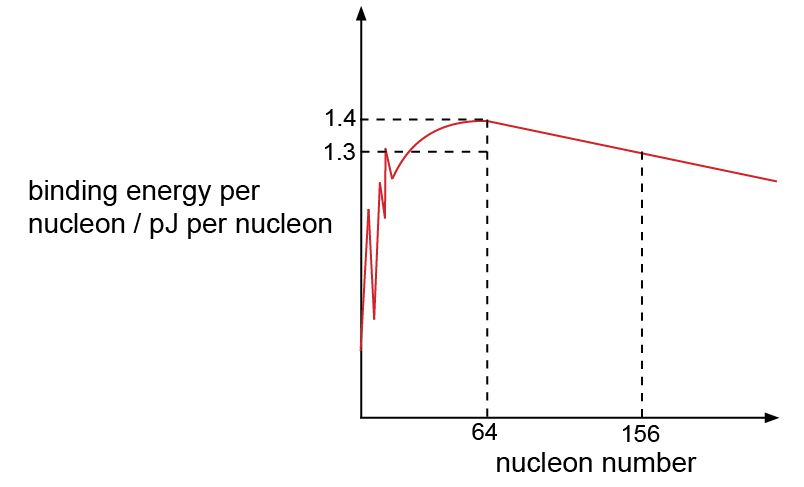 1.4
1.3
binding energy per
nucleon / pJ per nucleon
64
156
nucleon number